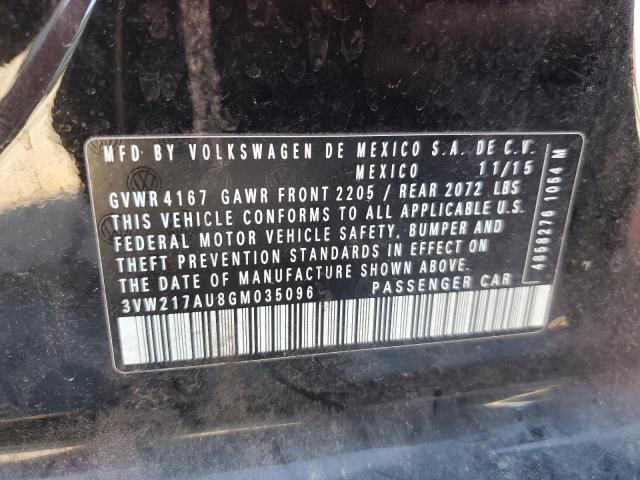 MFD BY VOLKSWAGEN DE MEXICO S.A. DE C.V.
MEXICO 11/15
GVWR 4167 GAWR FRONT 2205 / REAR 2072 LBS
THIS VEHICLE CONFORMS TO ALL APPLICABLE U.S.
FEDERAL MOTOR VEHICLE SAFETY, BUMPER AND
THEFT PREVENTION STANDARDS IN EFFECT ON
THE DATE OF MANUFACTURE SHOWN ABOVE.
3VW217AU8GM035096 PASSENGER CAR
4858276 1064 M